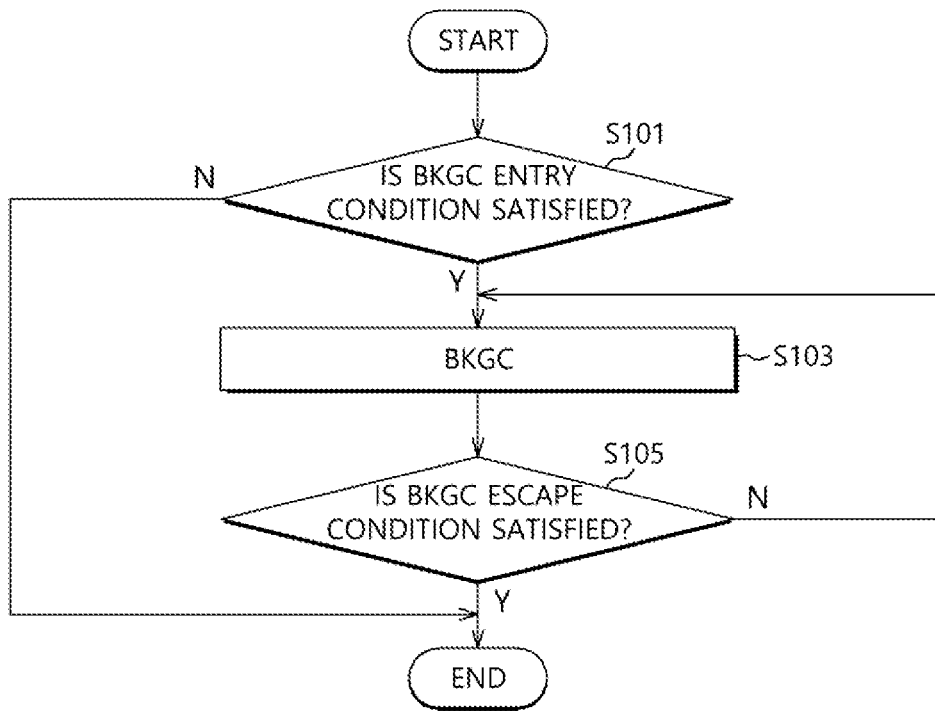 START
S101
N
IS BKGC ENTRY
CONDITION SATISFIED?
Y
BKGC
S103
S105
IS BKGC ESCAPE
CONDITION SATISFIED?
N
Y
END